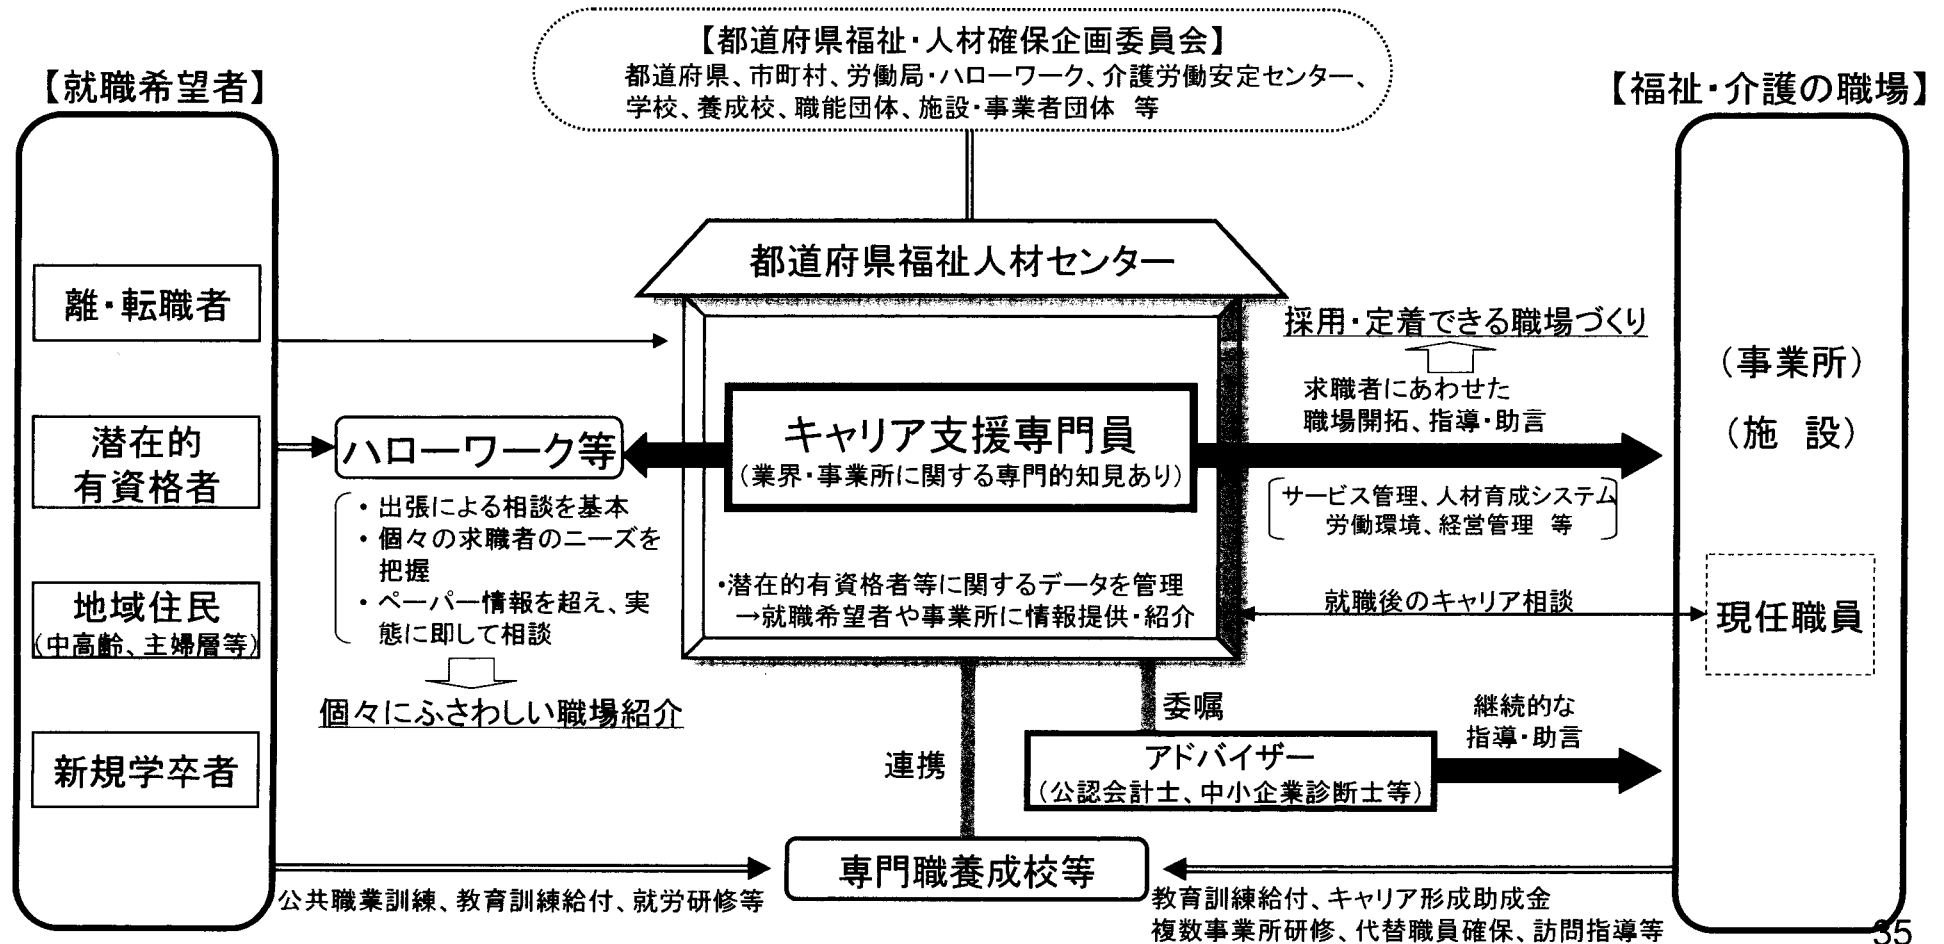 【都道府県福祉・人材確保企画委員会】
都道府県、市町村、労働局・ハローワーク、介護労働安定センター、
学校、養成校、職能団体、施設・事業者団体 等
【就職希望者】
離・転職者
潜在的
有資格者
地域住民
(中高齢、主婦層等)
新規学卒者
ハローワーク等
・出張による相談を基本
・個々の求職者のニーズを
把握
・ペーパー情報を超え、実
態に即して相談
個々にふさわしい職場紹介
都道府県福祉人材センター
キャリア支援専門員
(業界・事業所に関する専門的知見あり)
・潜在的有資格者等に関するデータを管理
→就職希望者や事業所に情報提供・紹介
採用・定着できる職場づくり
求職者にあわせた
職場開拓、指導・助言
サービス管理、人材育成システム
労働環境、経営管理 等
就職後のキャリア相談
【福祉・介護の職場】
(事業所)
(施 設)
現任職員
連携
委嘱
アドバイザー
(公認会計士、中小企業診断士等)
継続的な
指導・助言
専門職養成校等
公共職業訓練、教育訓練給付、就労研修等
教育訓練給付、キャリア形成助成金
複数事業所研修、代替職員確保、訪問指導等
35